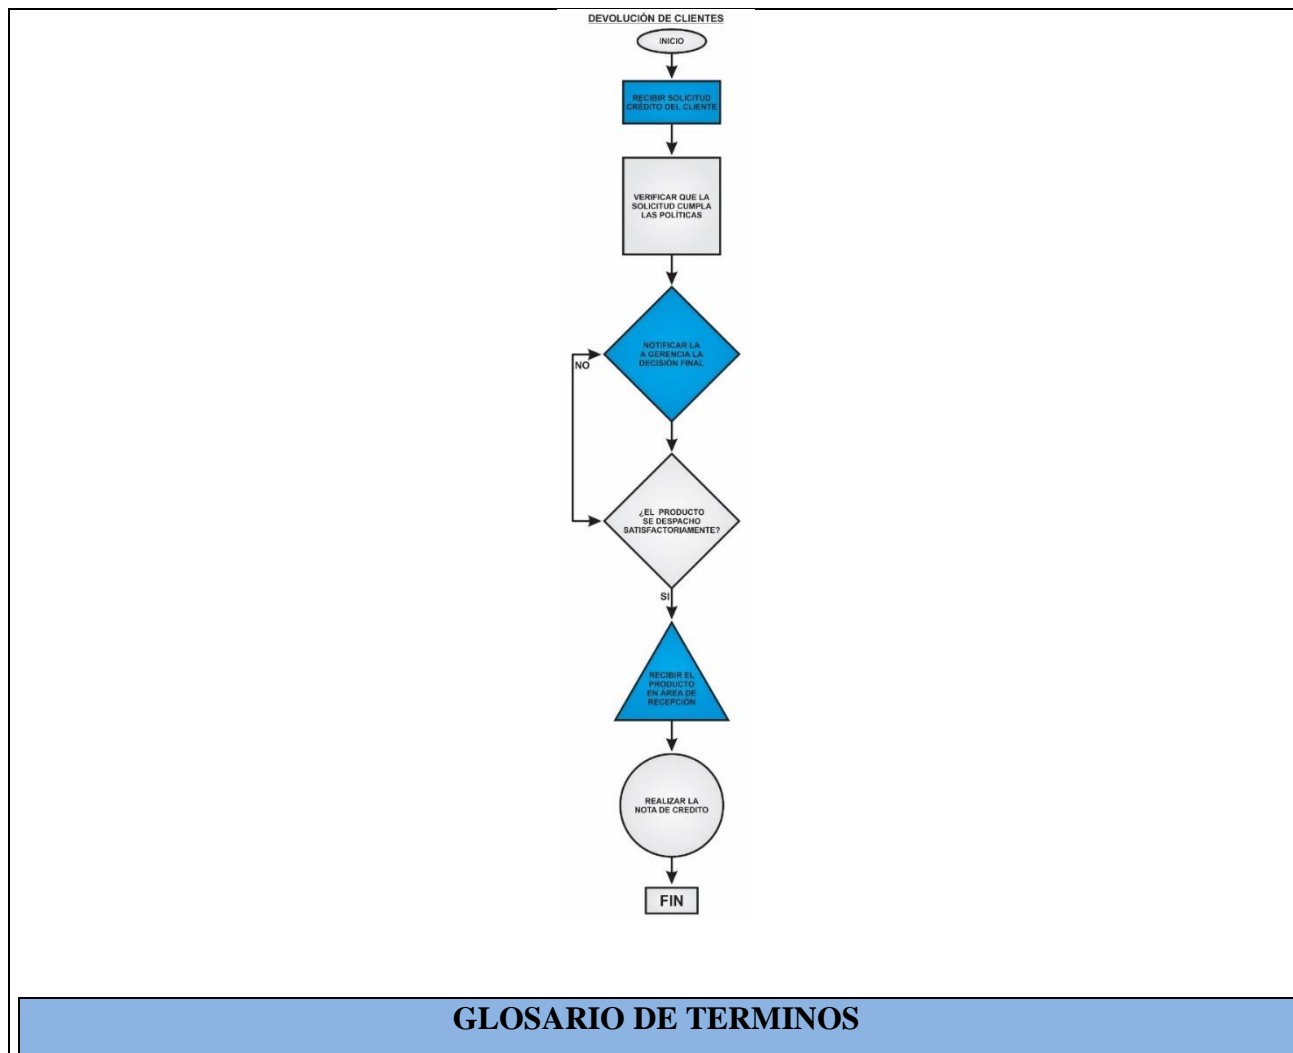 DEVOLUCIÓN DE CLIENTES
INICIO
RECIBIR SOLICITUD
CRÉDITO DEL CLIENTE
VERIFICAR QUE LA
SOLICITUD CUMPLA
LAS POLÍTICAS
NOTIFICAR LA
A GERENCIA LA
DECISIÓN FINAL
NO
¿EL PRODUCTO
SE DESPACHO
SATISFACTORIAMENTE?
SI
RECIBIR EL
PRODUCTO
EN ÁREA DE
RECEPCIÓN
REALIZAR LA
NOTA DE CREDITO
FIN
GLOSARIO DE TERMINOS